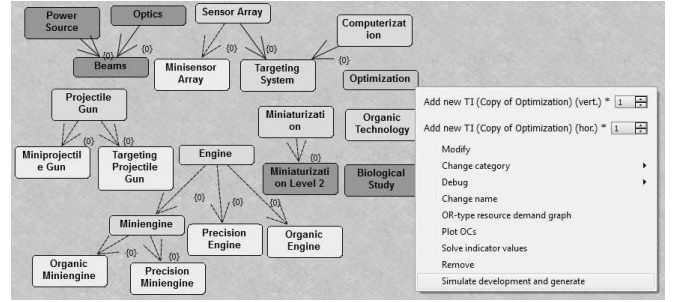 Power
Source
Optics
Sensor Array
Computerizat
ion
{0}
{0}
{0}
{0}
{0}
Beams
Minisensor
Array
Targeting
System
Optimization
Projectile
Gun
{0}
{0}
Miniprojectil
e Gun
Targeting
Projectile
Gun
Miniaturizati
on
Organic
Technology
Engine
Miniaturizati
on Level 2
Biological
Study
{0}
{0}
{0}
Miniengine
Precision
Engine
Organic
Engine
{0}
{0}
Organic
Miniengine
Precision
Miniengine
Add new TI (Copy of Optimization) (vert.) * 1
Add new TI (Copy of Optimization) (hor.) * 1
Modify
Change category
Debug
Change name
OR-type resource demand graph
Plot OCs
Solve indicator values
Remove
Simulate development and generate